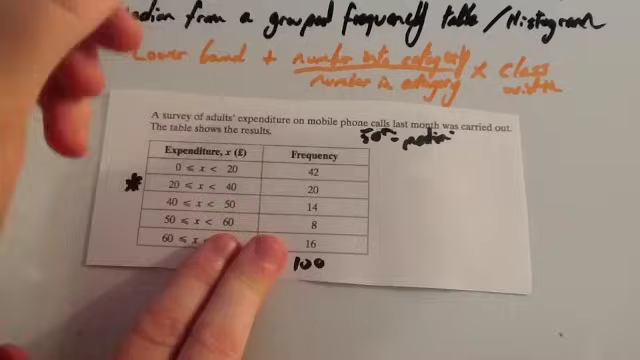 Median from a grouped frequency table / Histogram
Lower band + number into category / number in category × class width
A survey of adults' expenditure on mobile phone calls last month was carried out.
The table shows the results.
50th = median
Expenditure, x (£) Frequency
0 ⩽ x < 20 42
* 20 ⩽ x < 40 20
40 ⩽ x < 50 14
50 ⩽ x < 60 8
60 ⩽ x 16
100